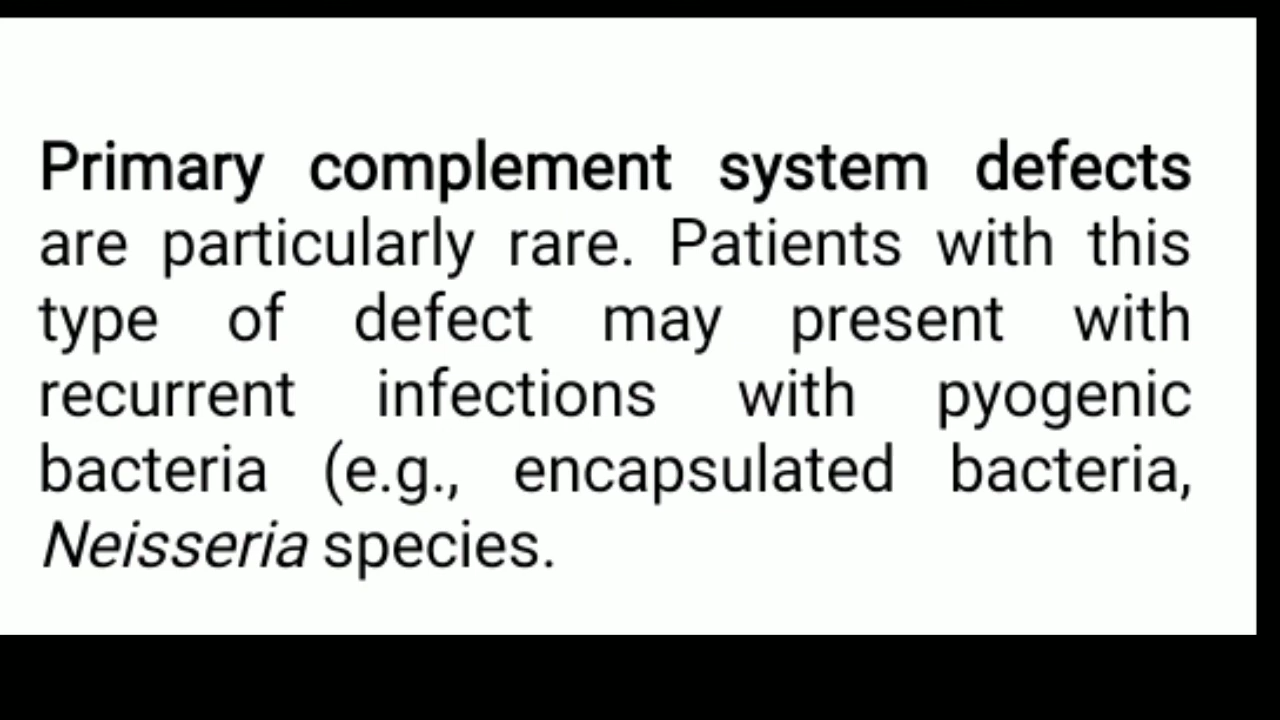 Primary complement system defects
are particularly rare. Patients with this
type of defect may present with
recurrent infections with pyogenic
bacteria (e.g., encapsulated bacteria,
Neisseria species.